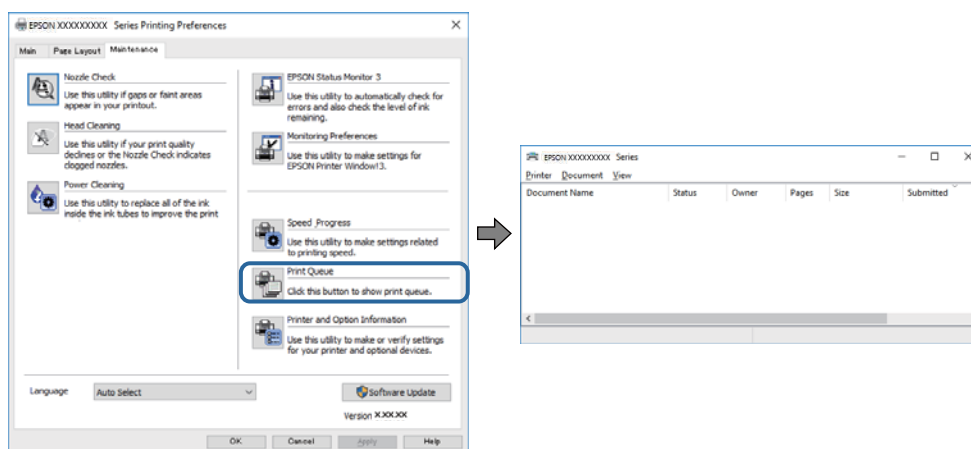 EPSON XXXXXXXXX Series Printing Preferences
Main Page Layout Maintenance
Nozzle Check
Use this utility if gaps or faint areas
appear in your printout.
Head Cleaning
Use this utility if your print quality
declines or the Nozzle Check indicates
clogged nozzles.
Power Cleaning
Use this utility to replace all of the ink
inside the ink tubes to improve the print
EPSON Status Monitor 3
Use this utility to automatically check for
errors and also check the level of ink
remaining.
Monitoring Preferences
Use this utility to make settings for
EPSON Printer Window!3.
Speed Progress
Use this utility to make settings related
to printing speed.
Print Queue
Click this button to show print queue.
Printer and Option Information
Use this utility to make or verify settings
for your printer and optional devices.
Language Auto Select
Software Update
Version X.XX.XX
OK Cancel Apply Help
EPSON XXXXXXXXX Series
Printer Document View
Document Name Status Owner Pages Size Submitted